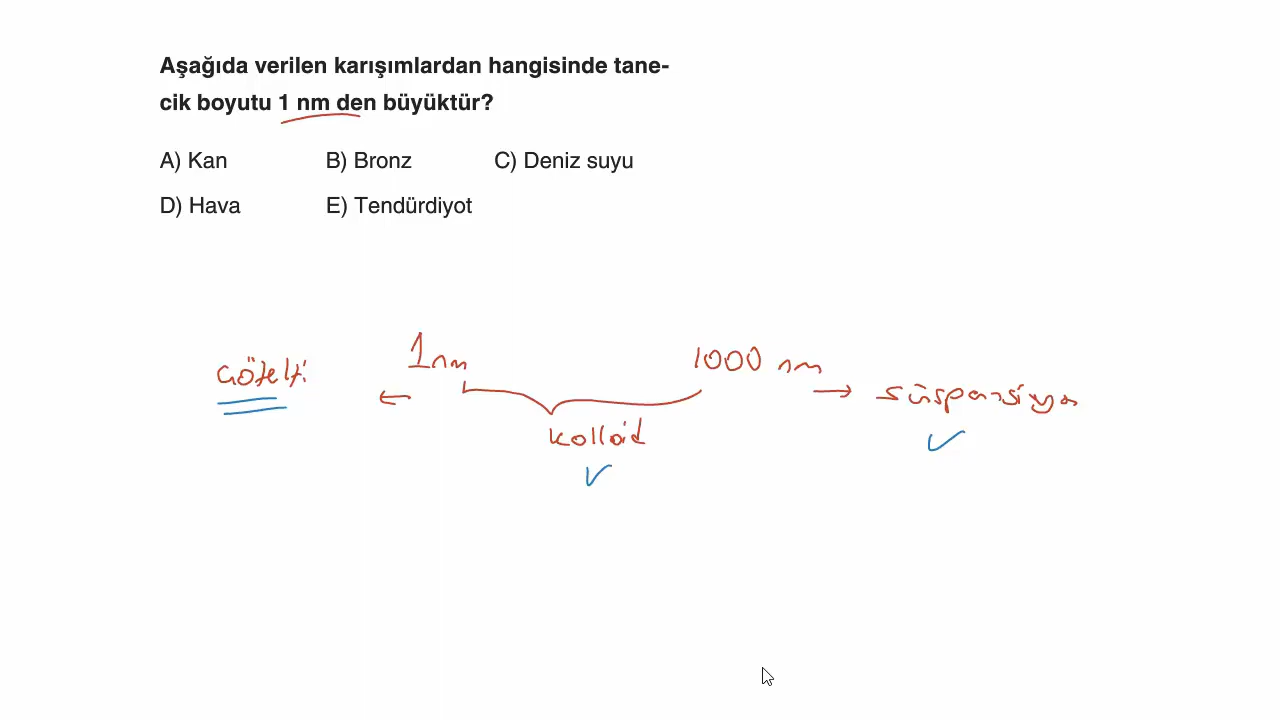 Aşağıda verilen karışımlardan hangisinde tane-
cik boyutu 1 nm den büyüktür?
A) Kan B) Bronz C) Deniz suyu
D) Hava E) Tendürdiyot
1nm 1000 nm
Çözelti süspansiyon
kolloid